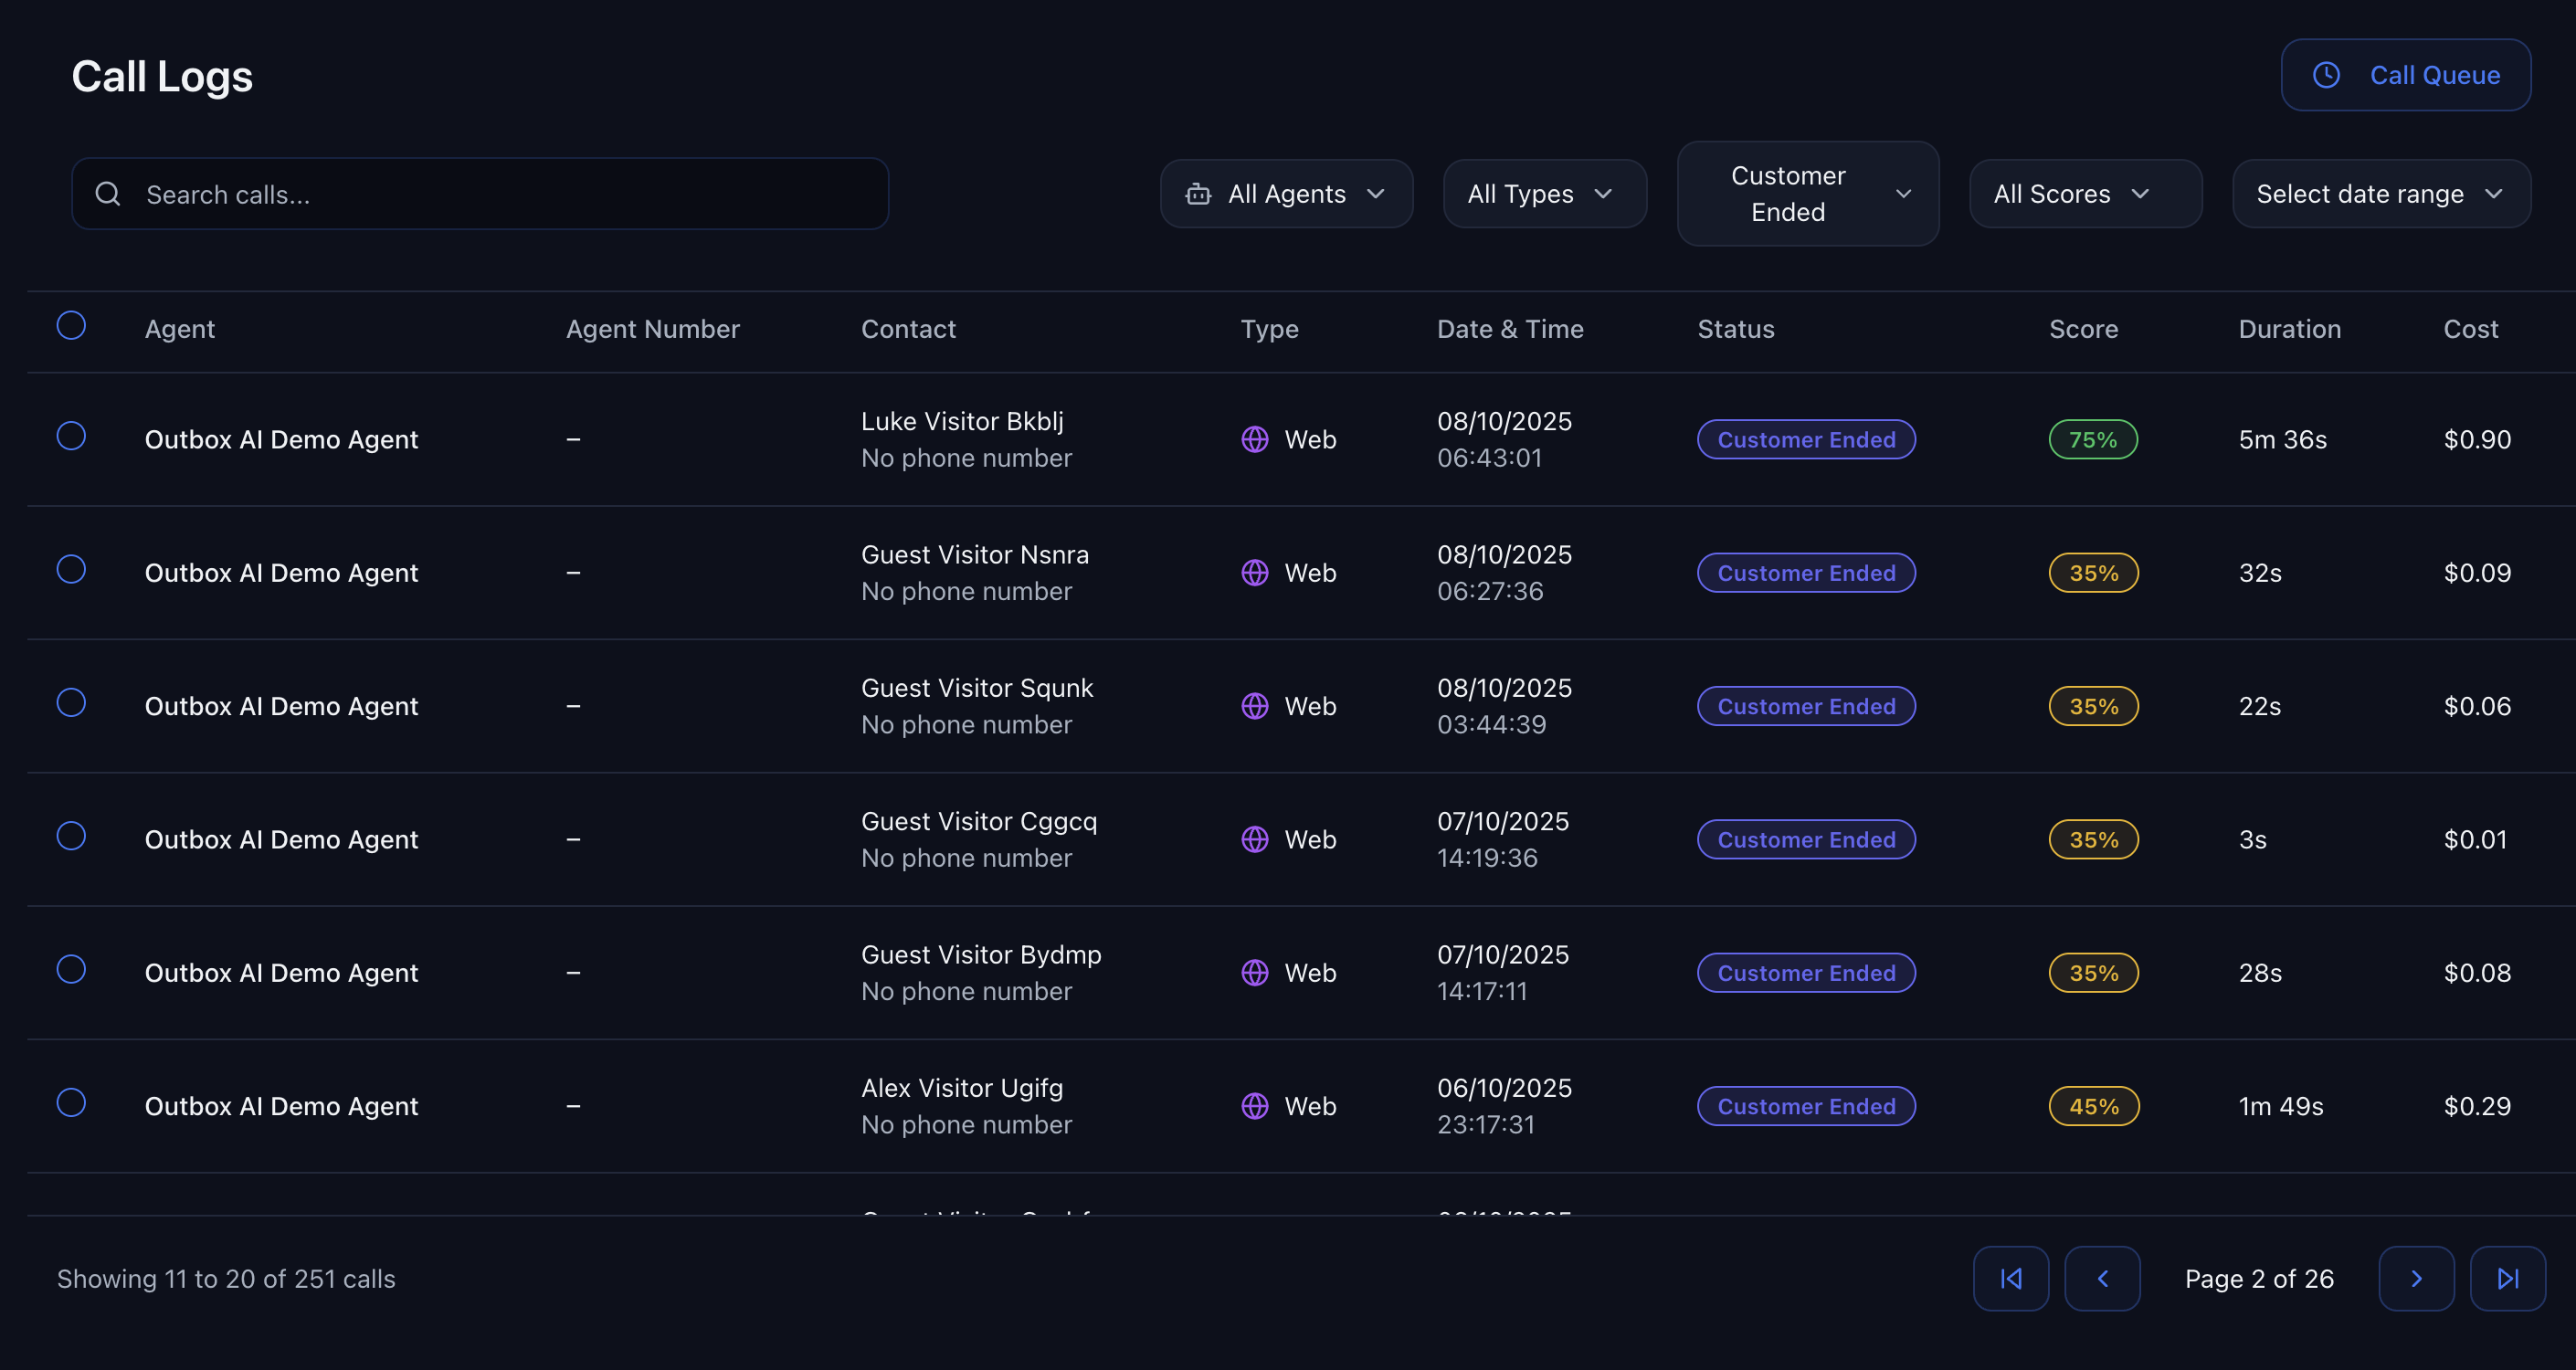 Call Logs
Call Queue
Search calls...
All Agents
All Types
Customer
Ended
All Scores
Select date range
Agent Agent Number Contact Type Date & Time Status Score Duration Cost
Luke Visitor Bkblj 08/10/2025
Outbox AI Demo Agent – Web Customer Ended 75% 5m 36s $0.90
No phone number 06:43:01
Guest Visitor Nsnra 08/10/2025
Outbox AI Demo Agent – Web Customer Ended 35% 32s $0.09
No phone number 06:27:36
Guest Visitor Squnk 08/10/2025
Outbox AI Demo Agent – Web Customer Ended 35% 22s $0.06
No phone number 03:44:39
Guest Visitor Cggcq 07/10/2025
Outbox AI Demo Agent – Web Customer Ended 35% 3s $0.01
No phone number 14:19:36
Guest Visitor Bydmp 07/10/2025
Outbox AI Demo Agent – Web Customer Ended 35% 28s $0.08
No phone number 14:17:11
Alex Visitor Ugifg 06/10/2025
Outbox AI Demo Agent – Web Customer Ended 45% 1m 49s $0.29
No phone number 23:17:31
Showing 11 to 20 of 251 calls
Page 2 of 26